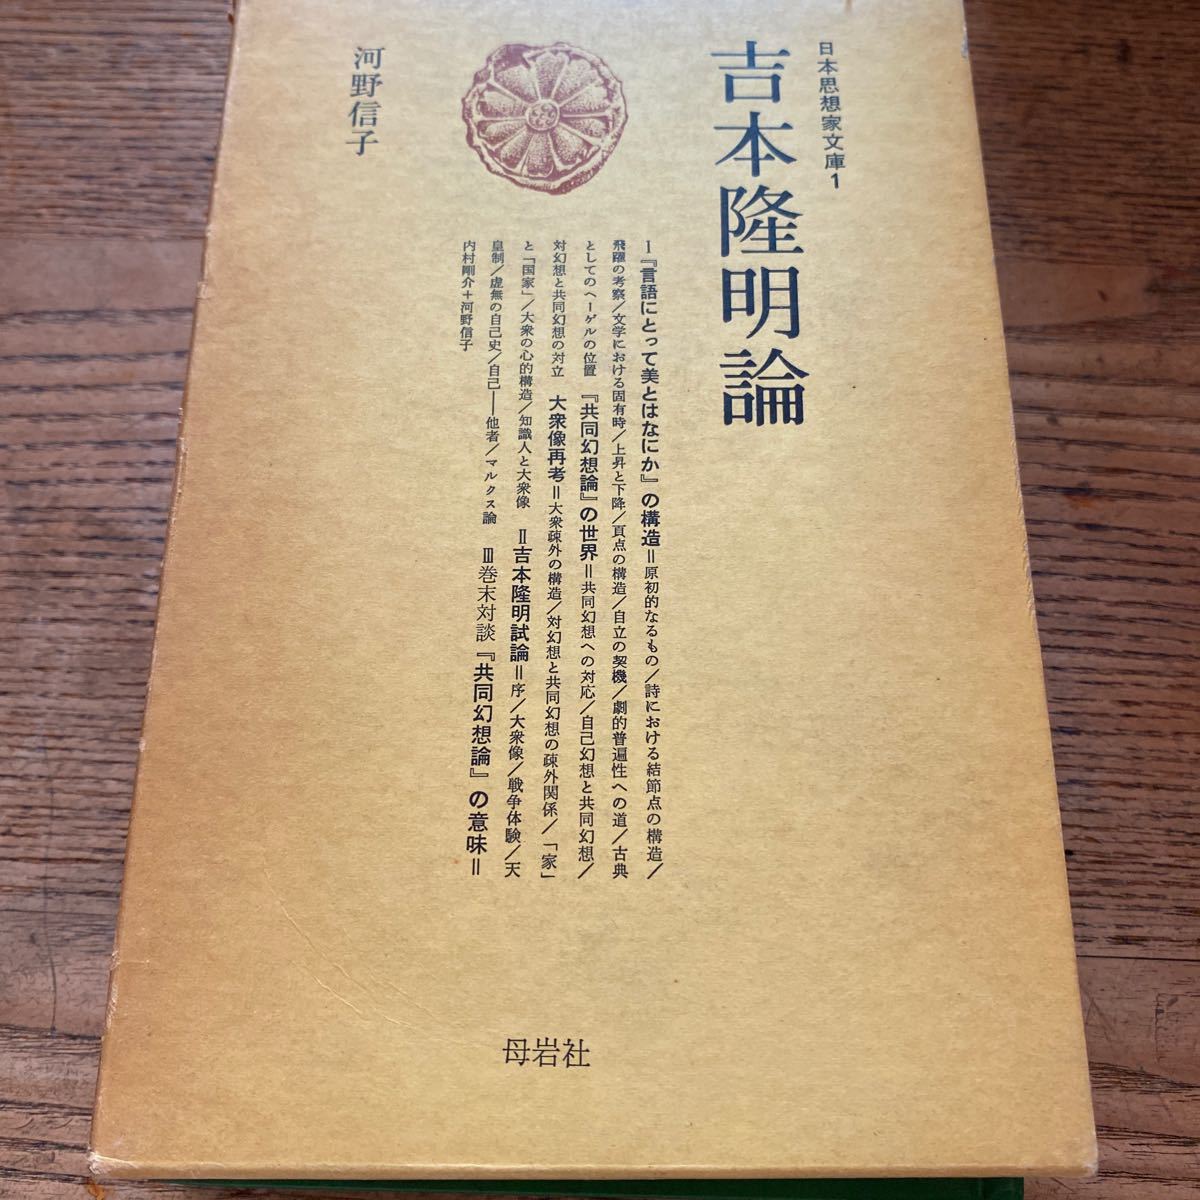 日本思想家文庫1
吉本隆明論
Ⅰ『言語にとって美とはなにか』の構造＝原初的なるもの／詩における結節点の構造／
飛躍の考察／文学における固有時／上昇と下降／頁点の構造／自立の契機／劇的普遍性への道／古典
としてのヘーゲルの位置　『共同幻想論』の世界＝共同幻想への対応／自己幻想と共同幻想／
対幻想と共同幻想の対立　大衆像再考＝大衆疎外の構造／対幻想と共同幻想の疎外関係／「家」
と「国家」／大衆の心的構造／知識人と大衆像　Ⅱ吉本隆明試論＝序／大衆像／戦争体験／天
皇制／虚無の自己史／自己——他者／マルクス論　Ⅲ巻末対談『共同幻想論』の意味＝
内村剛介＋河野信子
河野信子
母岩社